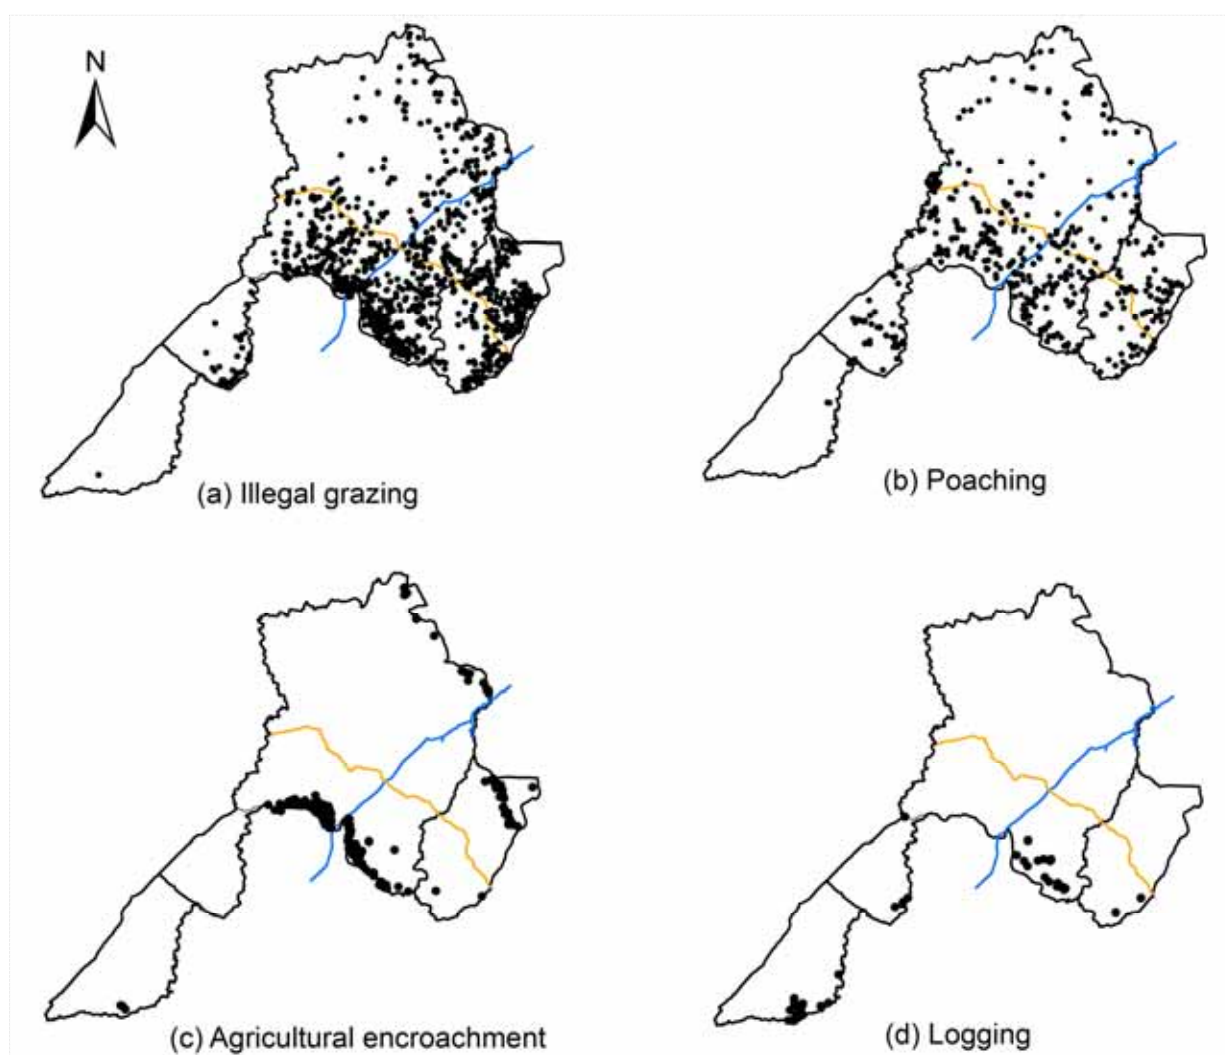 N
(a) Illegal grazing
(b) Poaching
(c) Agricultural encroachment
(d) Logging